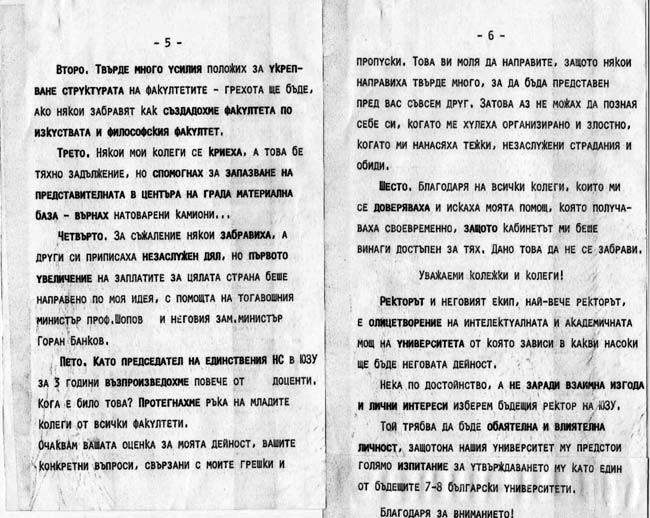 - 5 -
Второ. Твърде много усилия положих за укреп-
ване структурата на факултетите – грехота ще бъде,
ако някои забравят как създадохме факултета по
изкуствата и философския факултет.
Трето. Някои мои колеги се криеха, а това бе
тяхно задължение, но спомогнах за запазване на
представителната в центъра на града материална
база – върнах натоварени камиони...
Четвърто. За съжаление някои забравиха, а
други си приписаха незаслужен дял, но първото
увеличение на заплатите за цялата страна беше
направено по моя идея, с помощта на тогавошния
министър проф.Шопов и неговия зам.министър
Горан Банков.
Пето. Като председател на единствения НС в ЮЗУ
за 3 години възпроизведохме повече от доценти.
Кога е било това? Протегнахме ръка на младите
колеги от всички факултети.
Очаквам вашата оценка за моята дейност, вашите
конкретни въпроси, свързани с моите грешки и
- 6 -
пропуски. Това ви моля да направите, защото някои
направиха твърде много, за да бъда представен
пред вас съвсем друг. Затова аз не можах да позная
себе си, когато ме хулеха организирано и злостно,
когато ми нанасяха тежки, незаслужени страдания и
обиди.
Шесто. Благодаря на всички колеги, които ми
се доверяваха и искаха моята помощ, която получа-
ваха своевременно, защото кабинетът ми беше
винаги достъпен за тях. Дано това да не се забрави.
Уважаеми колежки и колеги!
Ректорът и неговият екип, най-вече ректорът,
е олицетворение на интелектуалната и академичната
мощ на университета от която зависи в какви насоки
ще бъде неговата дейност.
Нека по достойнство, а не заради взаимна изгода
и лични интереси изберем бъдещия ректор на ЮЗУ.
Той трябва да бъде обаятелна и влиятелна
личност, защотона нашия университет му предстои
голямо изпитание за утвърждаването му като един
от бъдещите 7-8 български университети.
Благодаря за вниманието!